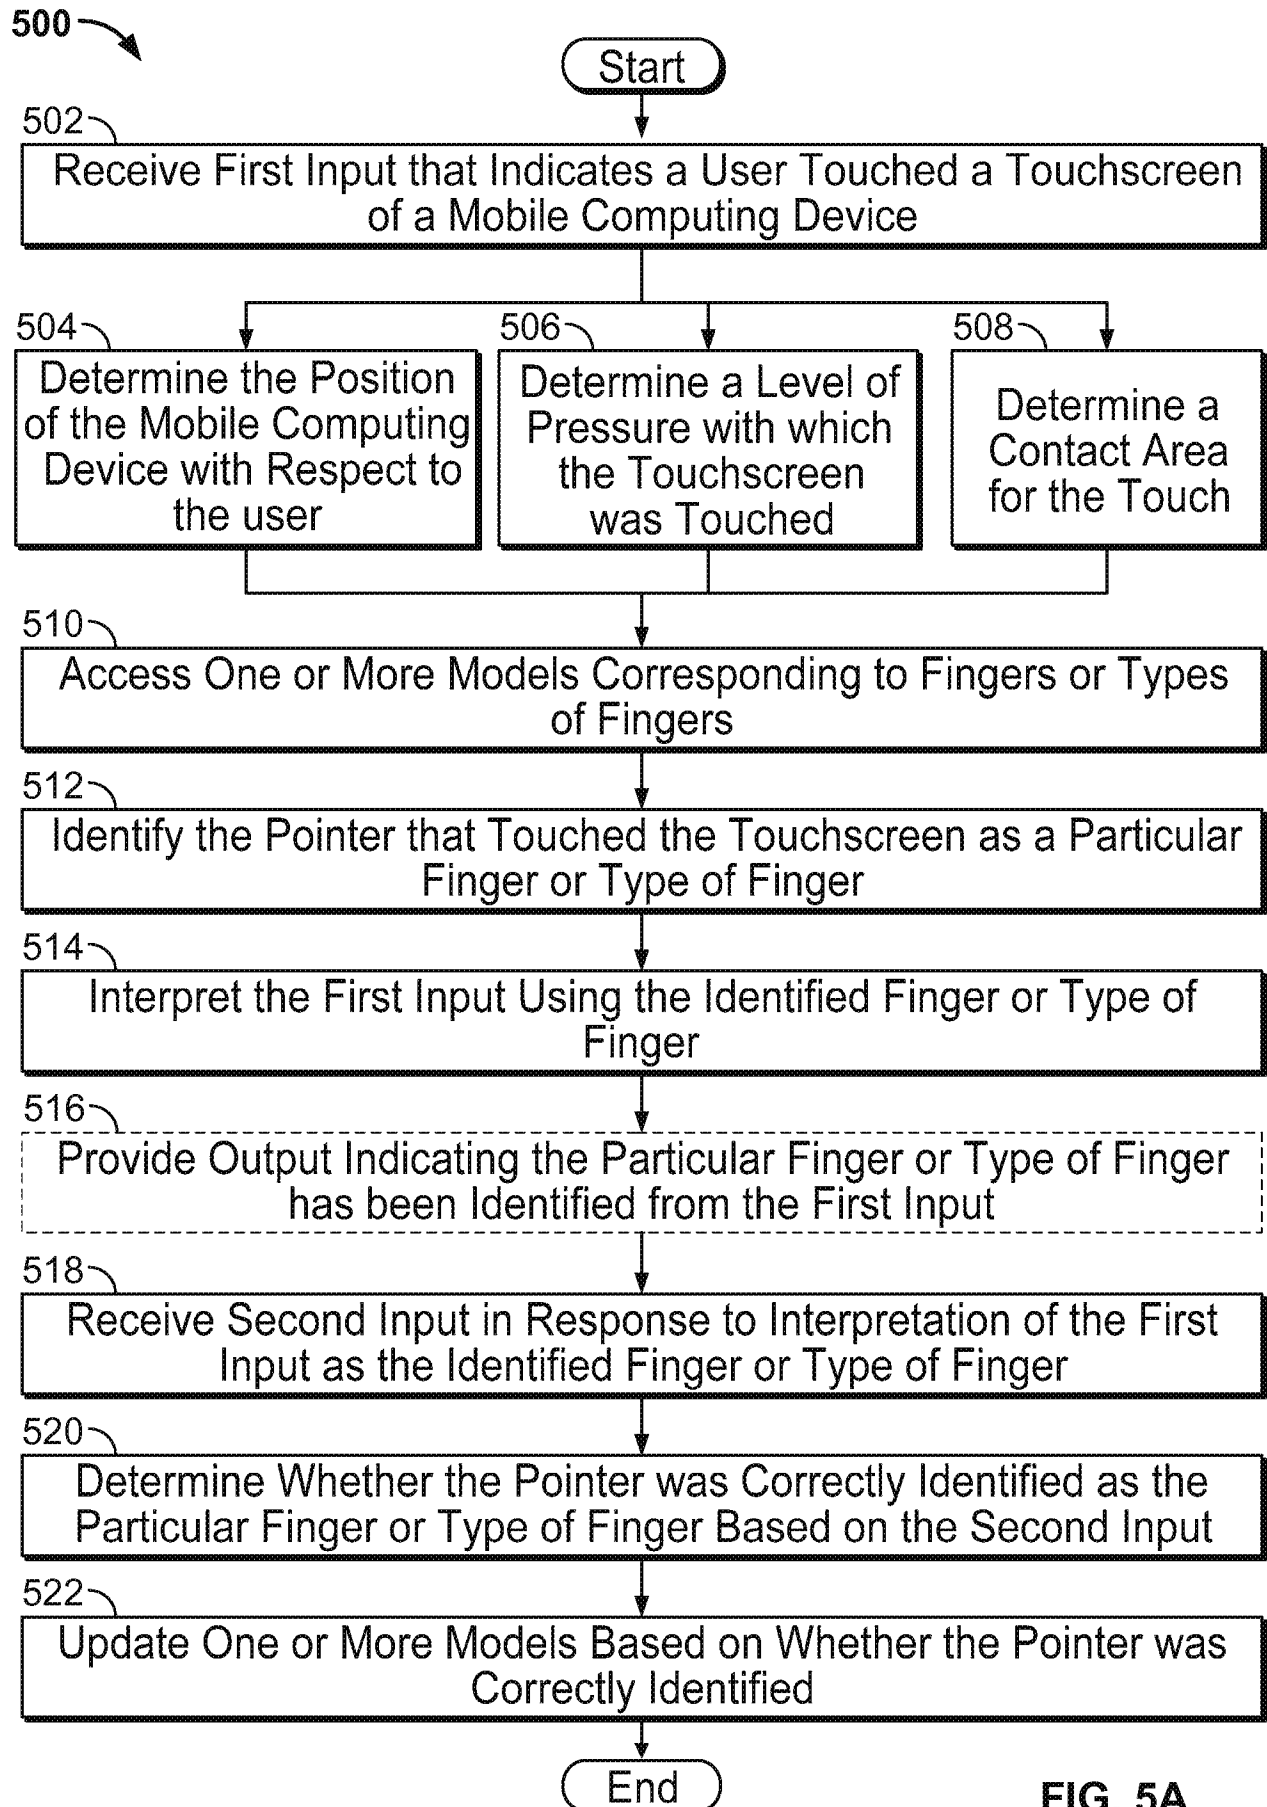 500
Start
502
Receive First Input that Indicates a User Touched a Touchscreen
of a Mobile Computing Device
504
Determine the Position
of the Mobile Computing
Device with Respect to
the user
506
Determine a Level of
Pressure with which
the Touchscreen
was Touched
508
Determine a
Contact Area
for the Touch
510
Access One or More Models Corresponding to Fingers or Types
of Fingers
512
Identify the Pointer that Touched the Touchscreen as a Particular
Finger or Type of Finger
514
Interpret the First Input Using the Identified Finger or Type of
Finger
516
Provide Output Indicating the Particular Finger or Type of Finger
has been Identified from the First Input
518
Receive Second Input in Response to Interpretation of the First
Input as the Identified Finger or Type of Finger
520
Determine Whether the Pointer was Correctly Identified as the
Particular Finger or Type of Finger Based on the Second Input
522
Update One or More Models Based on Whether the Pointer was
Correctly Identified
End
FIG. 5A